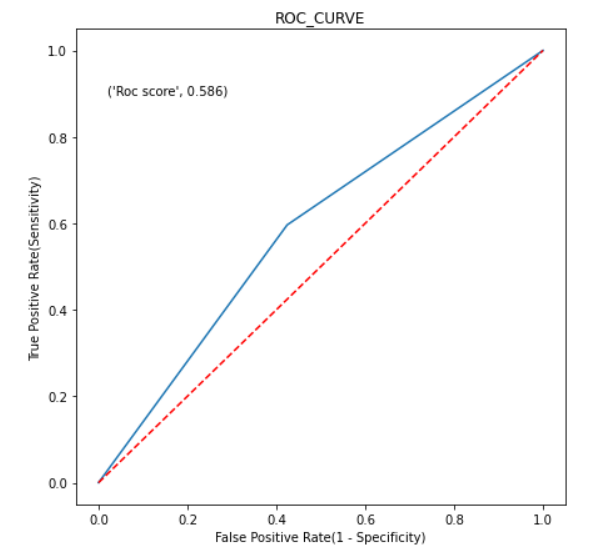 ROC_CURVE
('Roc score', 0.586)
1.0
0.8
0.6
0.4
0.2
0.0
True Positive Rate(Sensitivity)
0.0 0.2 0.4 0.6 0.8 1.0
False Positive Rate(1 - Specificity)